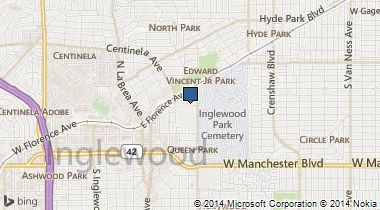 Hyde Park Blvd
W Gage
NORTH PARK
HYDE PARK
Centinela Ave
CENTINELA
S Van Ness Ave
EDWARD
VINCENT JR PARK
N La Brea Ave
Crenshaw Blvd
E Florence Ave
CENTINELA ADOBE
Inglewood
Park
Cemetery
W Florence Ave
CIRCLE PARK
Inglewood
42
QUEEN PARK
W Manchester Blvd
W Ma
ASHWOOD PARK
S Inglew
bing
© 2014 Microsoft Corporation © 2014 Nokia